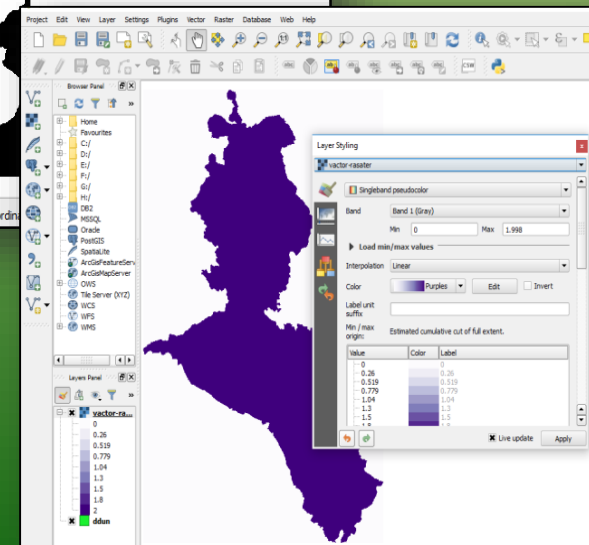 Project Edit View Layer Settings Plugins Vector Raster Database Web Help
CSW
Browser Panel
Home
Favourites
C:/
D:/
E:/
F:/
G:/
H:/
DB2
MSSQL
Oracle
PostGIS
SpatiaLite
ArcGisFeatureServ
ArcGisMapServer
OWS
Tile Server (XYZ)
WCS
WFS
WMS
Layers Panel
vactor-ra...
0
0.26
0.519
0.779
1.04
1.3
1.5
1.8
2
ddun
Layer Styling
vactor-rasater
Singleband pseudocolor
Band Band 1 (Gray)
Min 0 Max 1.998
Load min/max values
Interpolation Linear
Color Purples Edit Invert
Label unit
suffix
Min / max
origin: Estimated cumulative cut of full extent.
Value Color Label
0 0
0.26 0.26
0.519 0.519
0.779 0.779
1.04 1.04
1.3 1.3
1.5 1.5
1.8 1.8
Live update Apply
ordina